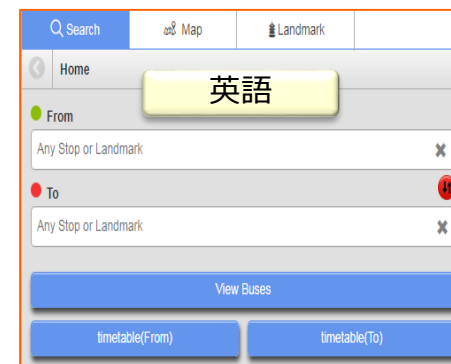 Search Map Landmark
Home
英語
From
Any Stop or Landmark
To
Any Stop or Landmark
View Buses
timetable(From) timetable(To)